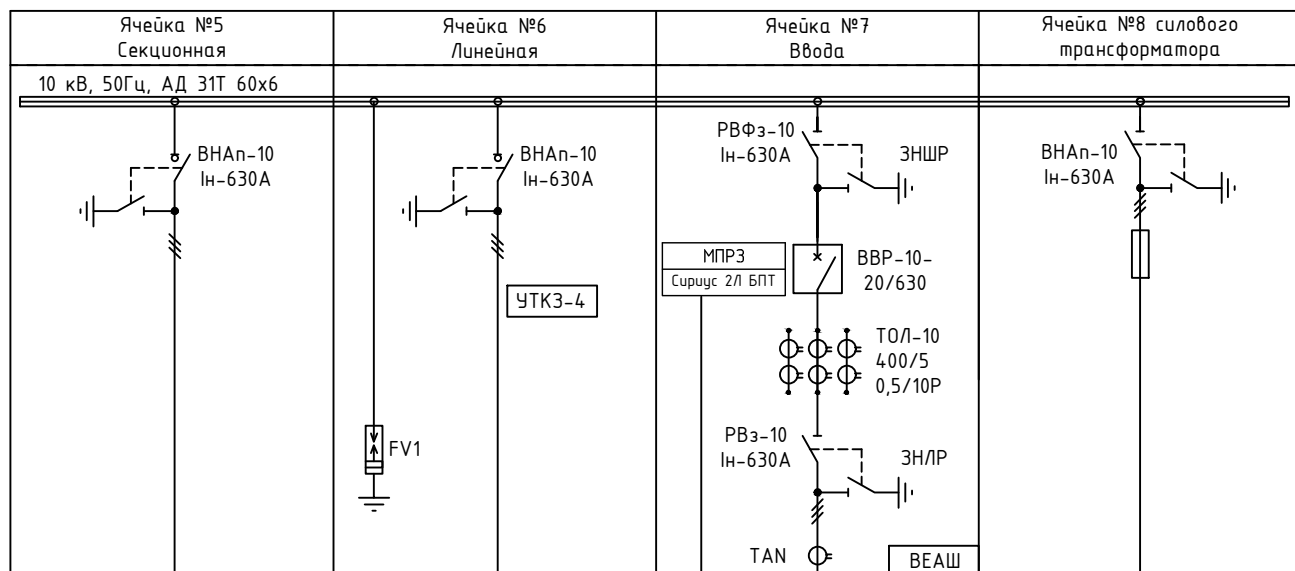 Ячейка №5
Секционная
Ячейка №6
Линейная
Ячейка №7
Ввода
Ячейка №8 силового
трансформатора
10 кВ, 50Гц, АД 31Т 60х6
ВНАп-10
Iн-630А
ВНАп-10
Iн-630А
УТКЗ-4
FV1
РВФз-10
Iн-630А
ЗНШР
МПРЗ
Сириус 2Л БПТ
ВВР-10-
20/630
ТОЛ-10
400/5
0,5/10Р
РВз-10
Iн-630А
ЗНЛР
TAN
ВЕАШ
ВНАп-10
Iн-630А